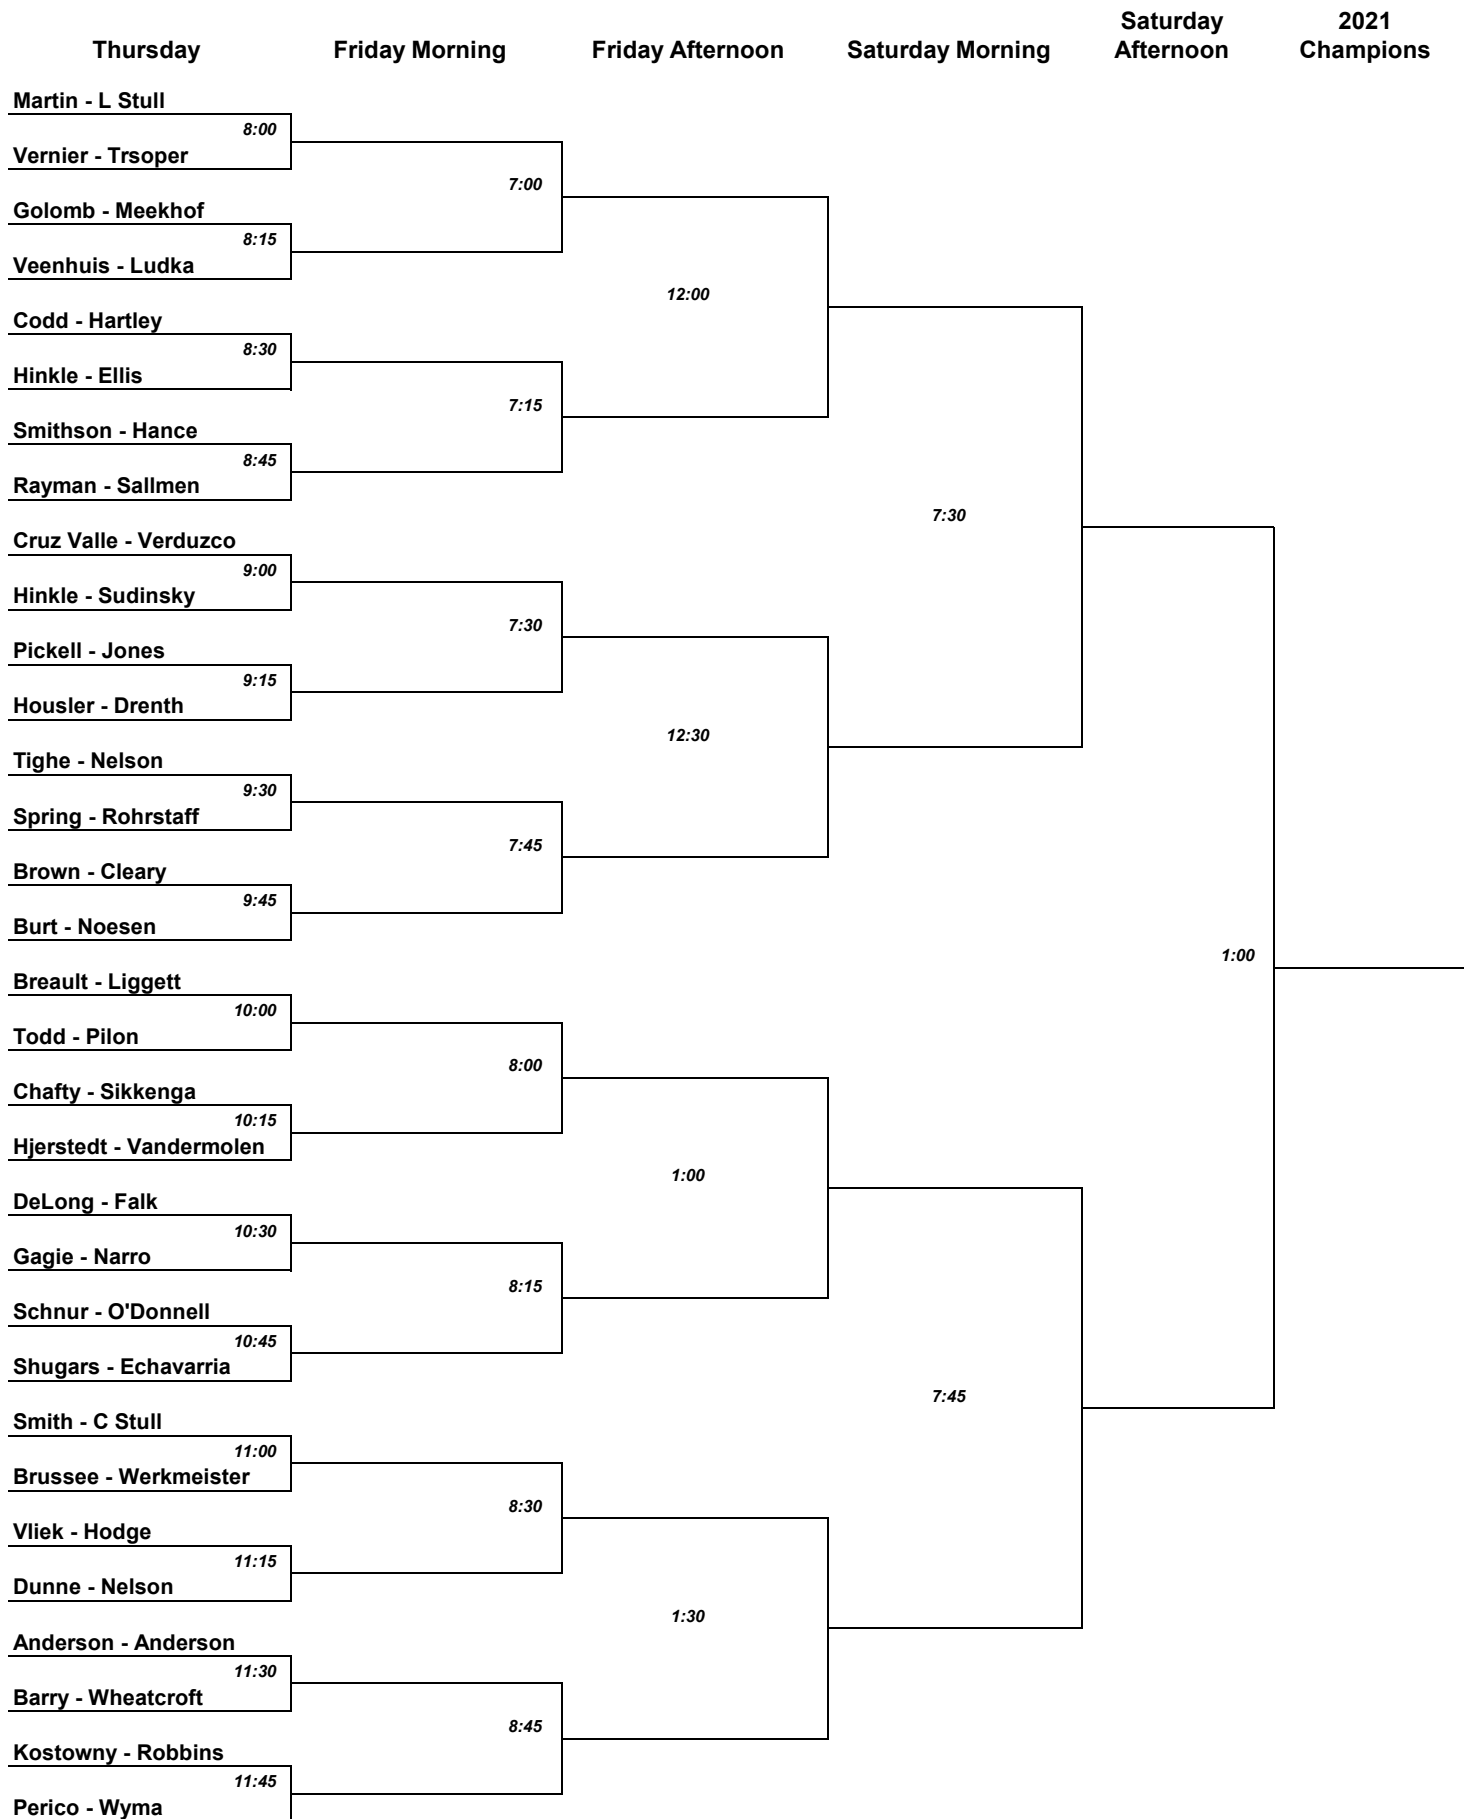 Saturday 2021
Thursday Friday Morning Friday Afternoon Saturday Morning Afternoon Champions
Martin - L Stull
8:00
Vernier - Trsoper
7:00
Golomb - Meekhof
8:15
Veenhuis - Ludka
12:00
Codd - Hartley
8:30
Hinkle - Ellis
7:15
Smithson - Hance
8:45
Rayman - Sallmen
7:30
Cruz Valle - Verduzco
9:00
Hinkle - Sudinsky
7:30
Pickell - Jones
9:15
Housler - Drenth
12:30
Tighe - Nelson
9:30
Spring - Rohrstaff
7:45
Brown - Cleary
9:45
Burt - Noesen
1:00
Breault - Liggett
10:00
Todd - Pilon
8:00
Chafty - Sikkenga
10:15
Hjerstedt - Vandermolen
1:00
DeLong - Falk
10:30
Gagie - Narro
8:15
Schnur - O'Donnell
10:45
Shugars - Echavarria
7:45
Smith - C Stull
11:00
Brussee - Werkmeister
8:30
Vliek - Hodge
11:15
Dunne - Nelson
1:30
Anderson - Anderson
11:30
Barry - Wheatcroft
8:45
Kostowny - Robbins
11:45
Perico - Wyma